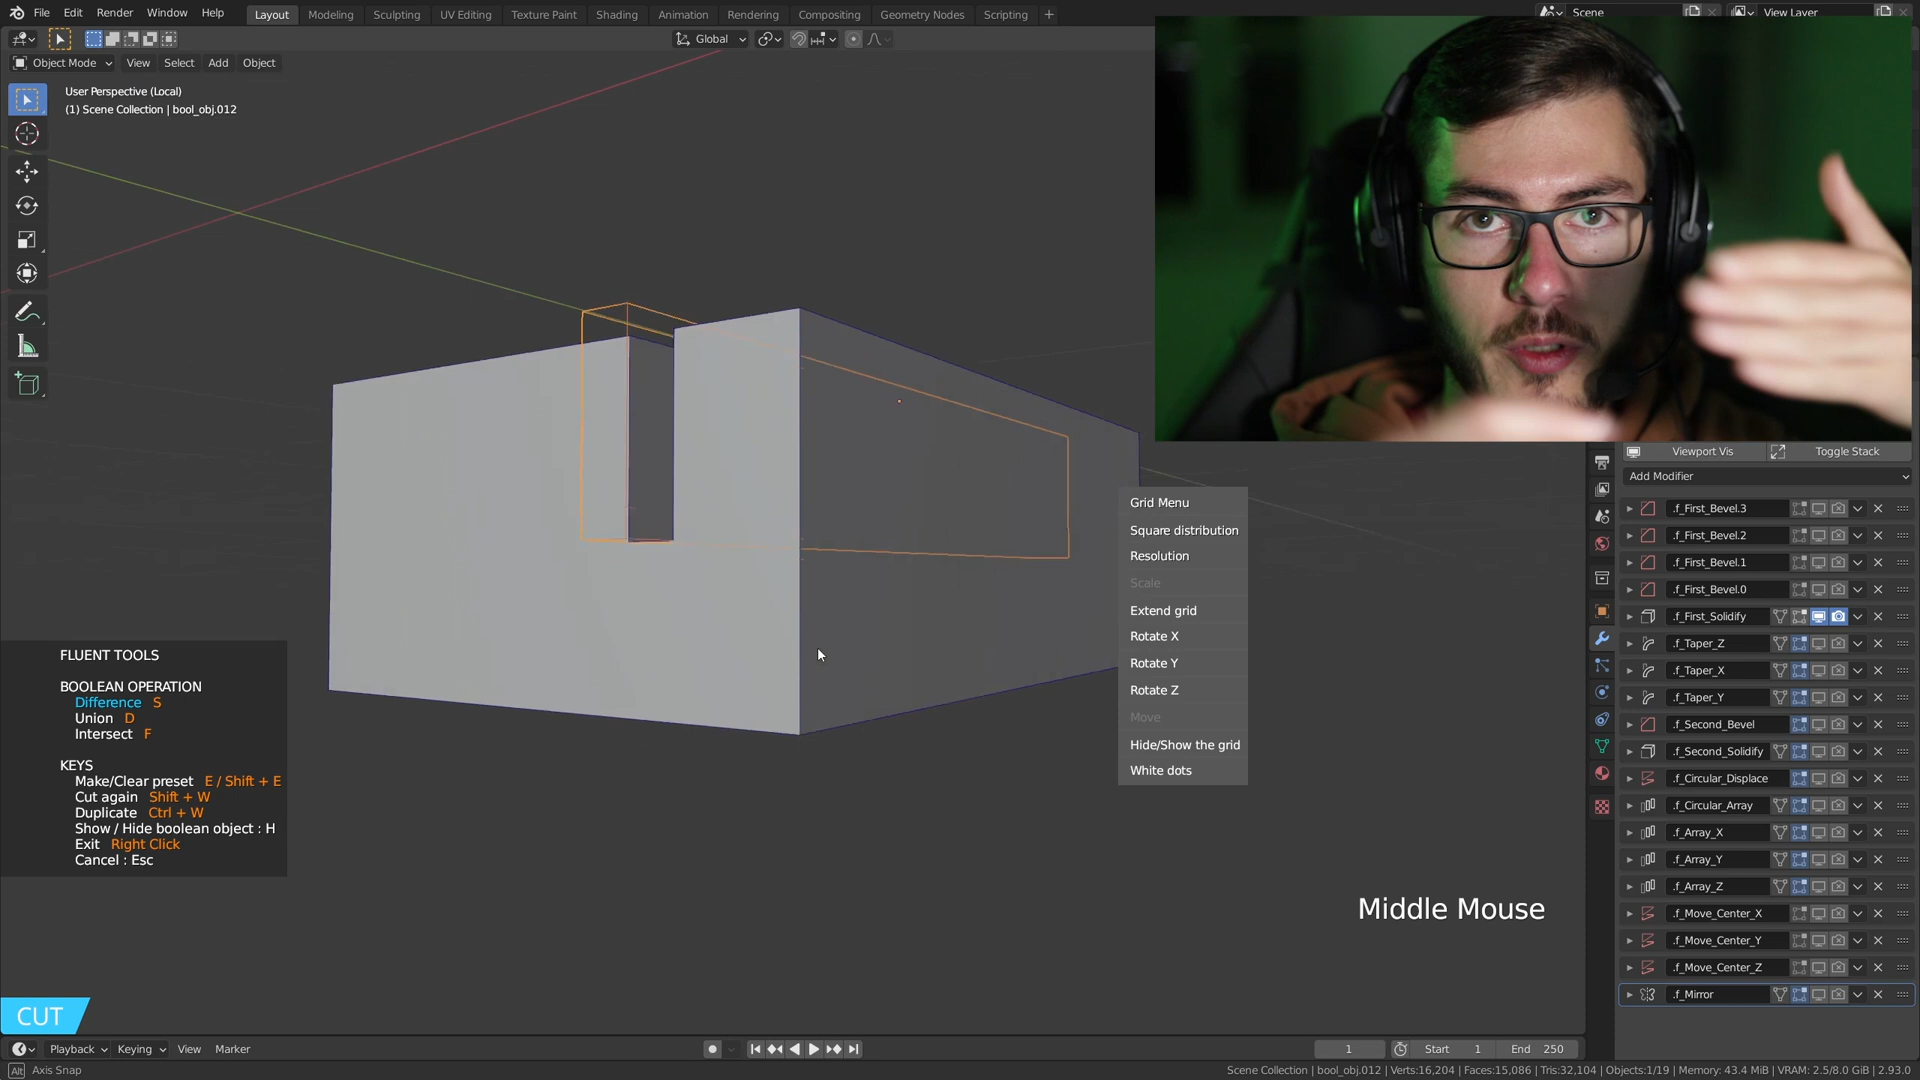 File Edit Render Window Help Layout Modeling Sculpting UV Editing Texture Paint Shading Animation Rendering Compositing Geometry Nodes Scripting +
Scene View Layer
Global
Object Mode View Select Add Object
User Perspective (Local)
(1) Scene Collection | bool_obj.012
Viewport Vis Toggle Stack
Add Modifier
.f_First_Bevel.3
.f_First_Bevel.2
.f_First_Bevel.1
.f_First_Bevel.0
.f_First_Solidify
.f_Taper_Z
.f_Taper_X
.f_Taper_Y
.f_Second_Bevel
.f_Second_Solidify
.f_Circular_Displace
.f_Circular_Array
.f_Array_X
.f_Array_Y
.f_Array_Z
.f_Move_Center_X
.f_Move_Center_Y
.f_Move_Center_Z
.f_Mirror
Grid Menu
Square distribution
Resolution
Scale
Extend grid
Rotate X
Rotate Y
Rotate Z
Move
Hide/Show the grid
White dots
FLUENT TOOLS
BOOLEAN OPERATION
Difference S
Union D
Intersect F
KEYS
Make/Clear preset E / Shift + E
Cut again Shift + W
Duplicate Ctrl + W
Show / Hide boolean object : H
Exit Right Click
Cancel : Esc
Middle Mouse
CUT
Playback Keying View Marker
1 Start 1 End 250
Alt Axis Snap
Scene Collection | bool_obj.012 | Verts:16,204 | Faces:15,086 | Tris:32,104 | Objects:1/19 | Memory: 43.4 MiB | VRAM: 2.5/8.0 GiB | 2.93.0